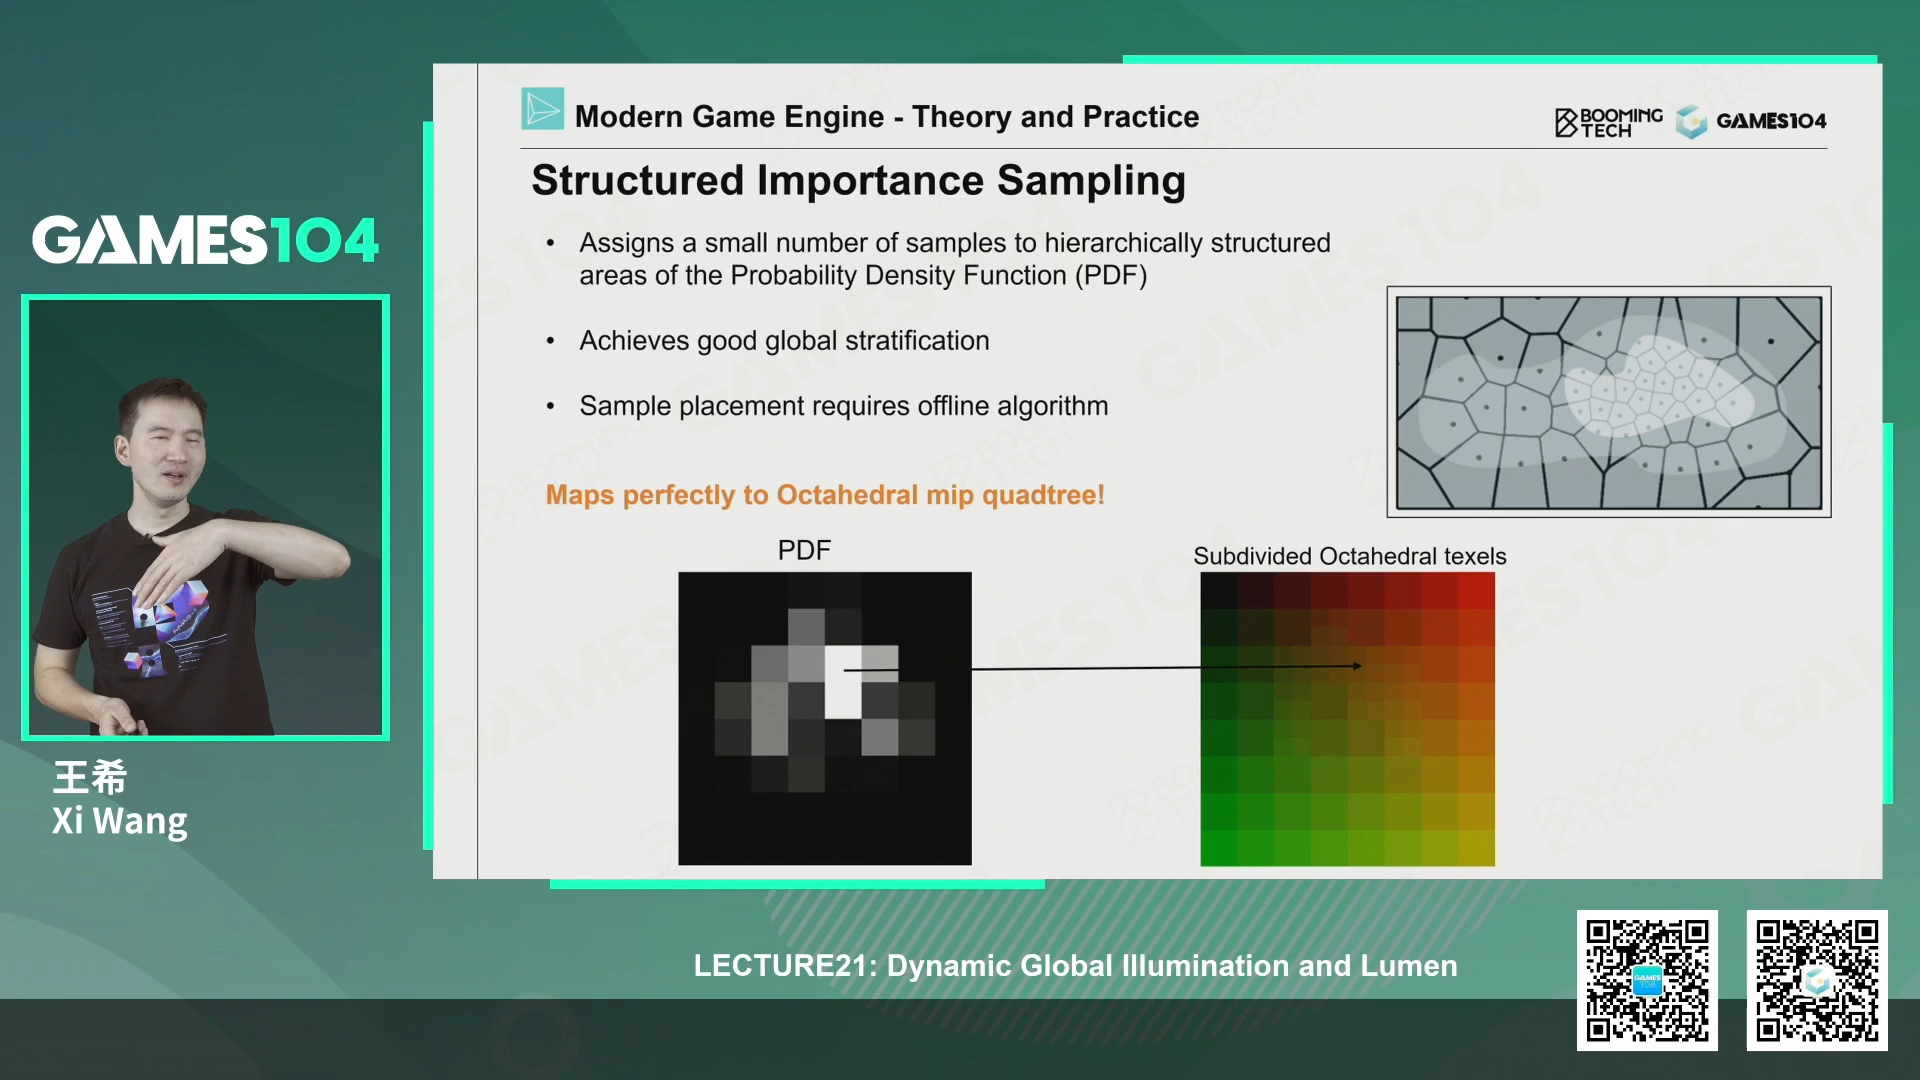 GAMES104
王希
Xi Wang
Modern Game Engine - Theory and Practice
BOOMING
TECH
GAMES104
Structured Importance Sampling
• Assigns a small number of samples to hierarchically structured
areas of the Probability Density Function (PDF)
• Achieves good global stratification
• Sample placement requires offline algorithm
Maps perfectly to Octahedral mip quadtree!
PDF
Subdivided Octahedral texels
LECTURE21: Dynamic Global Illumination and Lumen